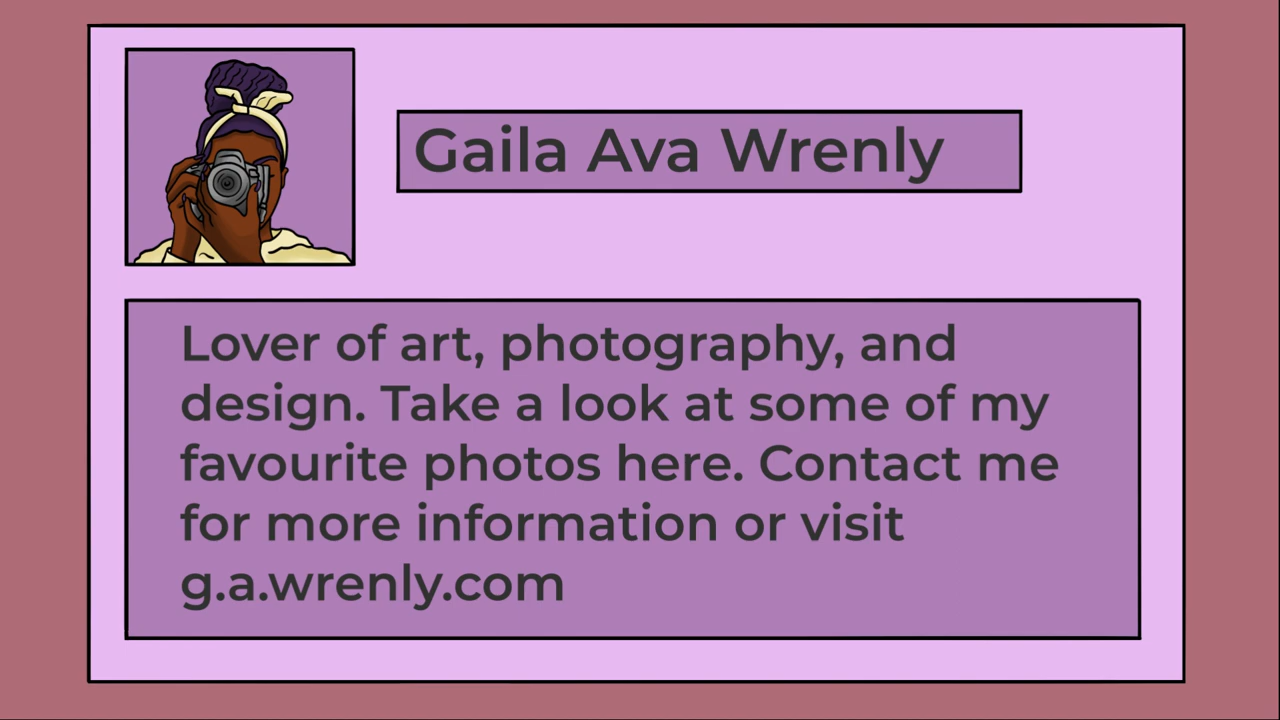 Gaila Ava Wrenly
Lover of art, photography, and
design. Take a look at some of my
favourite photos here. Contact me
for more information or visit
g.a.wrenly.com